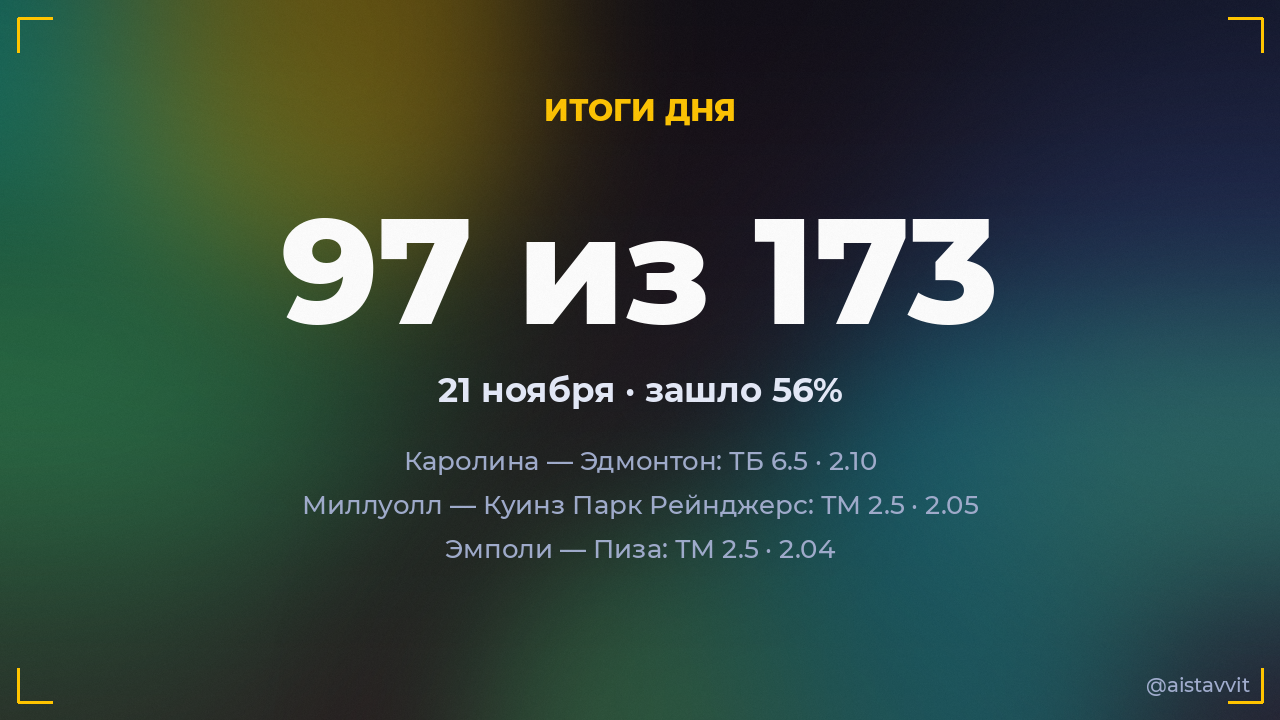 ИТОГИ ДНЯ
97 из 173
21 ноября · зашло 56%
Каролина — Эдмонтон: ТБ 6.5 · 2.10
Миллуолл — Куинз Парк Рейнджерс: ТМ 2.5 · 2.05
Эмполи — Пиза: ТМ 2.5 · 2.04
@aistavvit